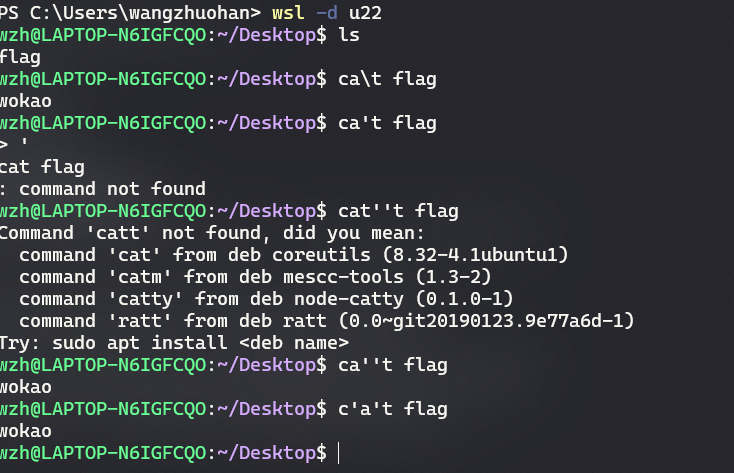 PS C:\Users\wangzhuohan> wsl -d u22
wzh@LAPTOP-N6IGFCQO:~/Desktop$ ls
flag
wzh@LAPTOP-N6IGFCQO:~/Desktop$ ca\t flag
wokao
wzh@LAPTOP-N6IGFCQO:~/Desktop$ ca't flag
> '
cat flag
: command not found
wzh@LAPTOP-N6IGFCQO:~/Desktop$ cat''t flag
Command 'catt' not found, did you mean:
  command 'cat' from deb coreutils (8.32-4.1ubuntu1)
  command 'catm' from deb mescc-tools (1.3-2)
  command 'catty' from deb node-catty (0.1.0-1)
  command 'ratt' from deb ratt (0.0~git20190123.9e77a6d-1)
Try: sudo apt install <deb name>
wzh@LAPTOP-N6IGFCQO:~/Desktop$ ca''t flag
wokao
wzh@LAPTOP-N6IGFCQO:~/Desktop$ c'a't flag
wokao
wzh@LAPTOP-N6IGFCQO:~/Desktop$